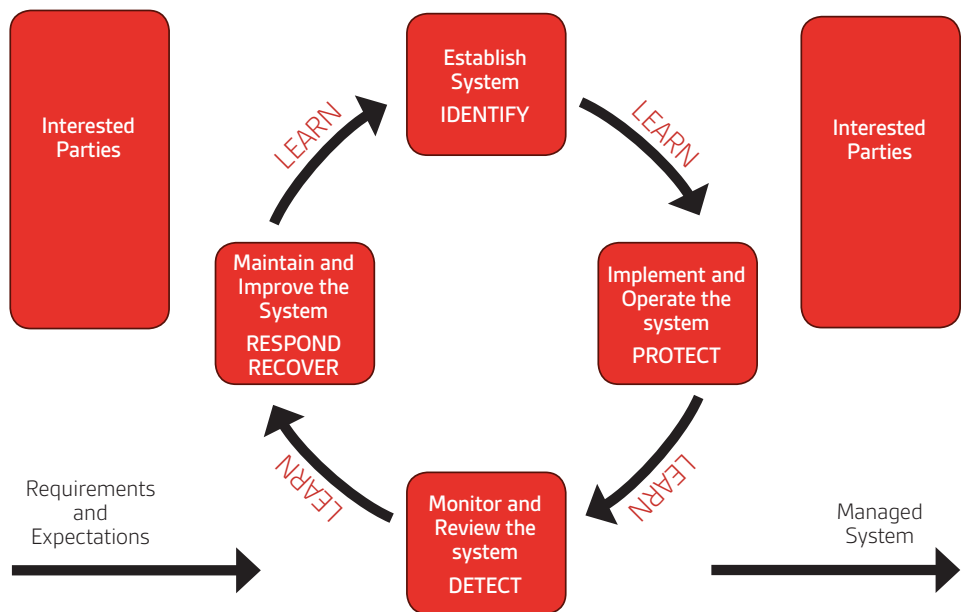 Interested
Parties
Establish
System
IDENTIFY
Interested
Parties
LEARN
LEARN
Maintain and
Improve the
System
RESPOND
RECOVER
Implement and
Operate the
system
PROTECT
LEARN
LEARN
Requirements
and
Expectations
Monitor and
Review the
system
DETECT
Managed
System